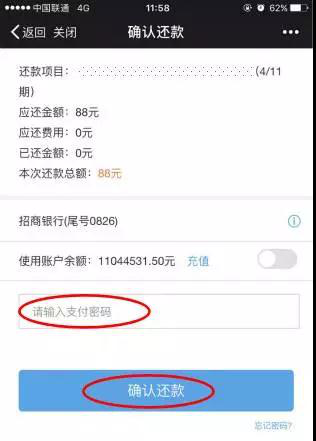 中国联通 4G 11:58 62%
返回 关闭 确认还款
还款项目: (4/11
期)
应还金额: 88元
应还费用: 0元
已还金额: 0元
本次还款总额: 88元
招商银行(尾号0826)
使用账户余额: 11044531.50元 充值
请输入支付密码
确认还款
忘记密码?